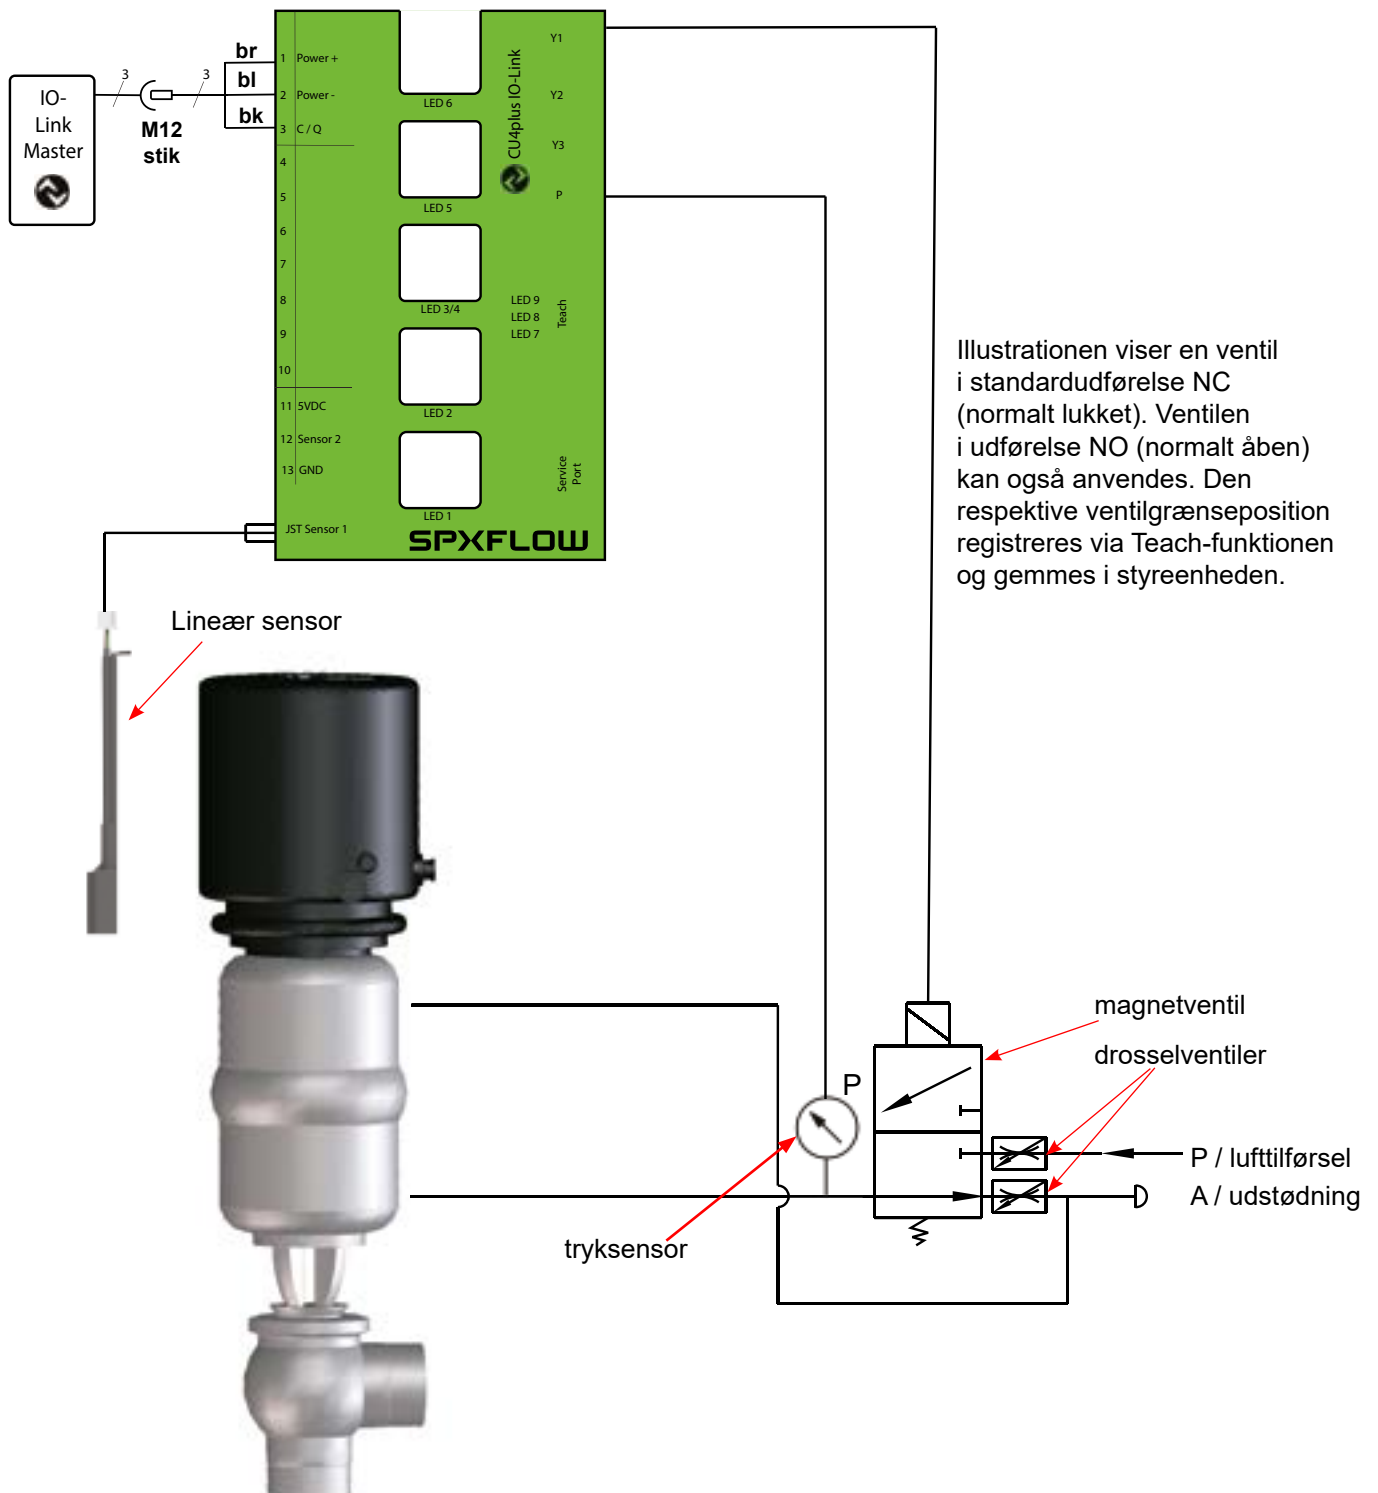 IO-
Link
Master
3
3
M12
stik
br
bl
bk
1 Power +
2 Power -
3 C / Q
4
5
6
7
8
9
10
11 5VDC
12 Sensor 2
13 GND
JST Sensor 1
LED 6
LED 5
LED 3/4
LED 2
LED 1
CU4plus IO-Link
Y1
Y2
Y3
P
LED 9
LED 8
LED 7
Teach
Service
Port
SPXFLOW
Illustrationen viser en ventil
i standardudførelse NC
(normalt lukket). Ventilen
i udførelse NO (normalt åben)
kan også anvendes. Den
respektive ventilgrænseposition
registreres via Teach-funktionen
og gemmes i styreenheden.
Lineær sensor
magnetventil
drosselventiler
P
P / lufttilførsel
A / udstødning
tryksensor